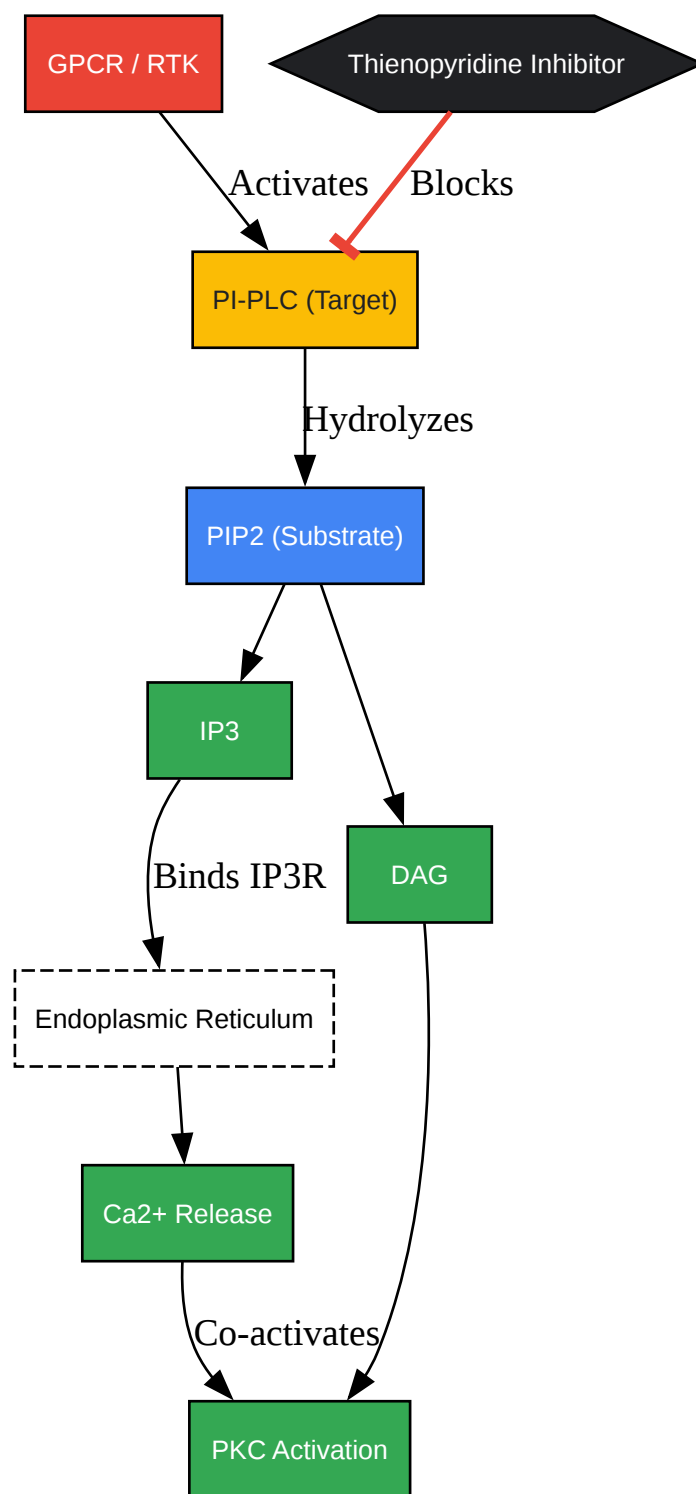 GPCR / RTK
Thienopyridine Inhibitor
Activates
Blocks
PI-PLC (Target)
Hydrolyzes
PIP2 (Substrate)
IP3
Binds IP3R
DAG
Endoplasmic Reticulum
Ca2+ Release
Co-activates
PKC Activation